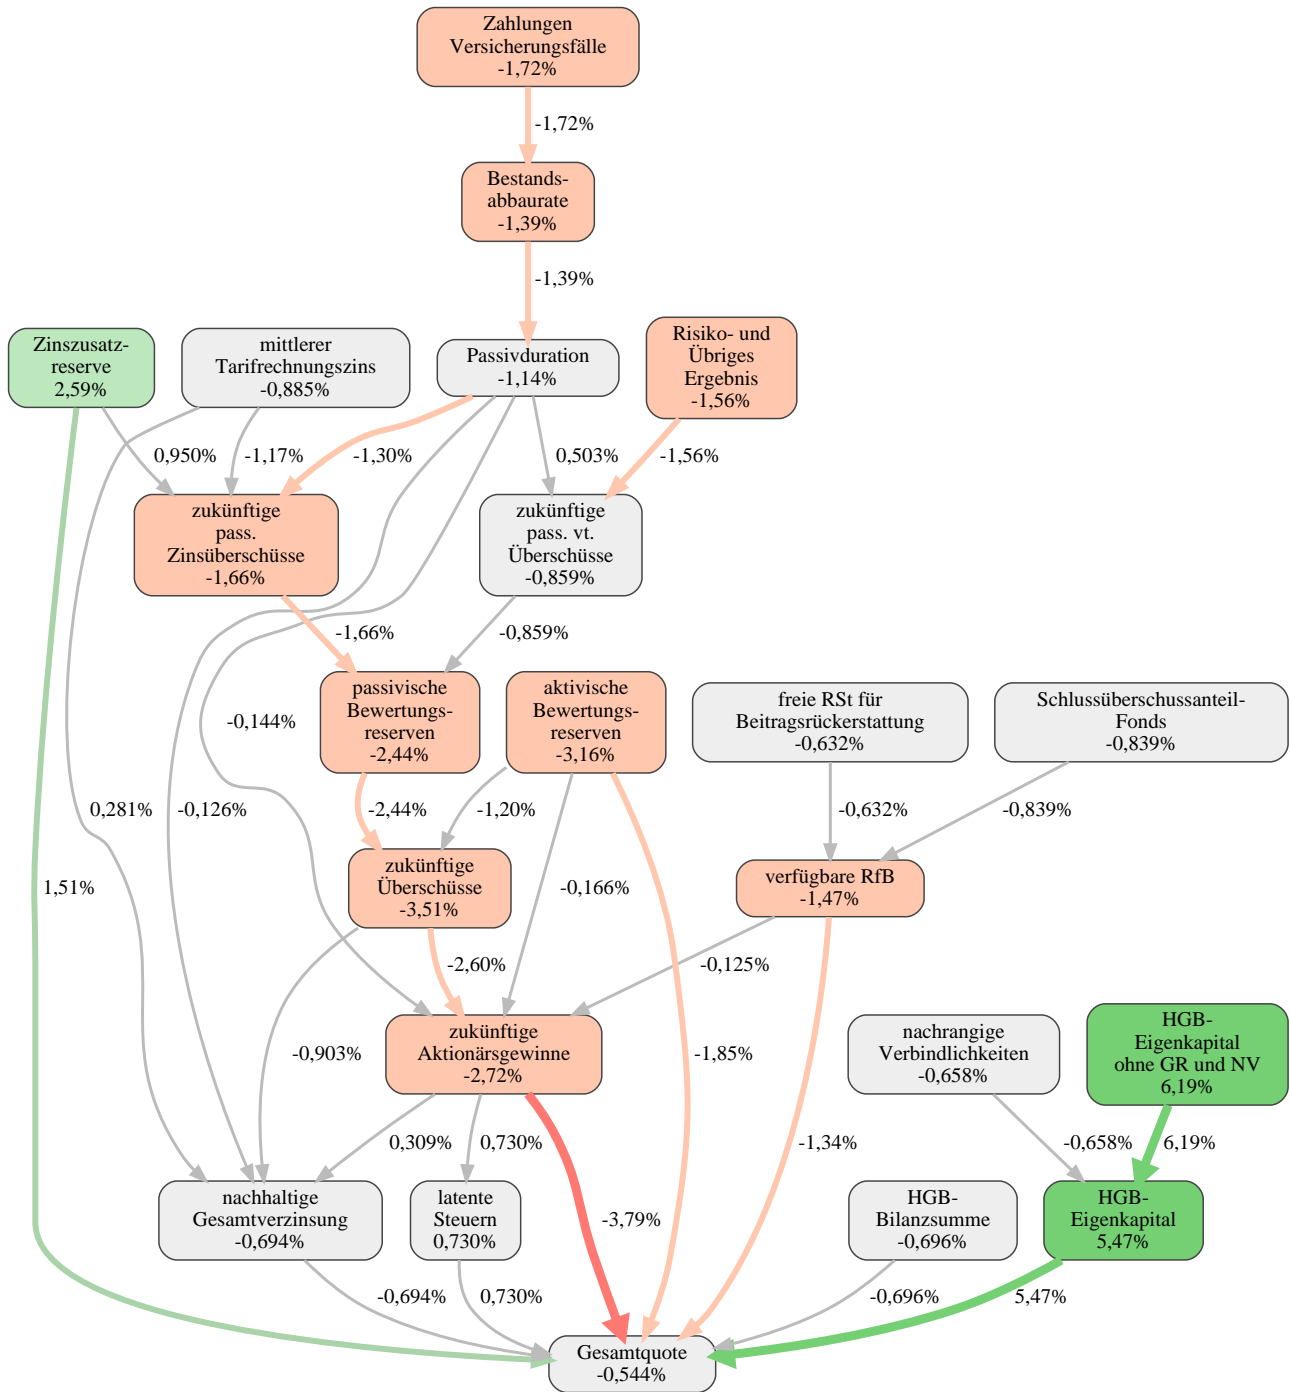 Zahlungen
Versicherungsfälle
-1,72%
-1,72%
Bestands-
abbaurate
-1,39%
-1,39%
Zinszusatz-
reserve
2,59%
mittlerer
Tarifrechnungszins
-0,885%
Passivduration
-1,14%
Risiko- und
Übriges
Ergebnis
-1,56%
0,950%
-1,17%
-1,30%
0,503%
-1,56%
zukünftige
pass.
Zinsüberschüsse
-1,66%
zukünftige
pass. vt.
Überschüsse
-0,859%
-1,66%
-0,859%
passivische
Bewertungs-
reserven
-2,44%
aktivische
Bewertungs-
reserven
-3,16%
freie RSt für
Beitragsrückerstattung
-0,632%
Schlussüberschussanteil-
Fonds
-0,839%
-0,144%
0,281%
-0,126%
-2,44%
-1,20%
-0,632%
-0,839%
zukünftige
Überschüsse
-3,51%
verfügbare RfB
-1,47%
1,51%
-0,166%
-2,60%
-0,125%
zukünftige
Aktionärsgewinne
-2,72%
nachrangige
Verbindlichkeiten
-0,658%
HGB-
Eigenkapital
ohne GR und NV
6,19%
-0,903%
-1,85%
0,309%
0,730%
-1,34%
-0,658%
6,19%
nachhaltige
Gesamtverzinsung
-0,694%
latente
Steuern
0,730%
-3,79%
HGB-
Bilanzsumme
-0,696%
HGB-
Eigenkapital
5,47%
-0,694%
0,730%
-0,696%
5,47%
Gesamtquote
-0,544%